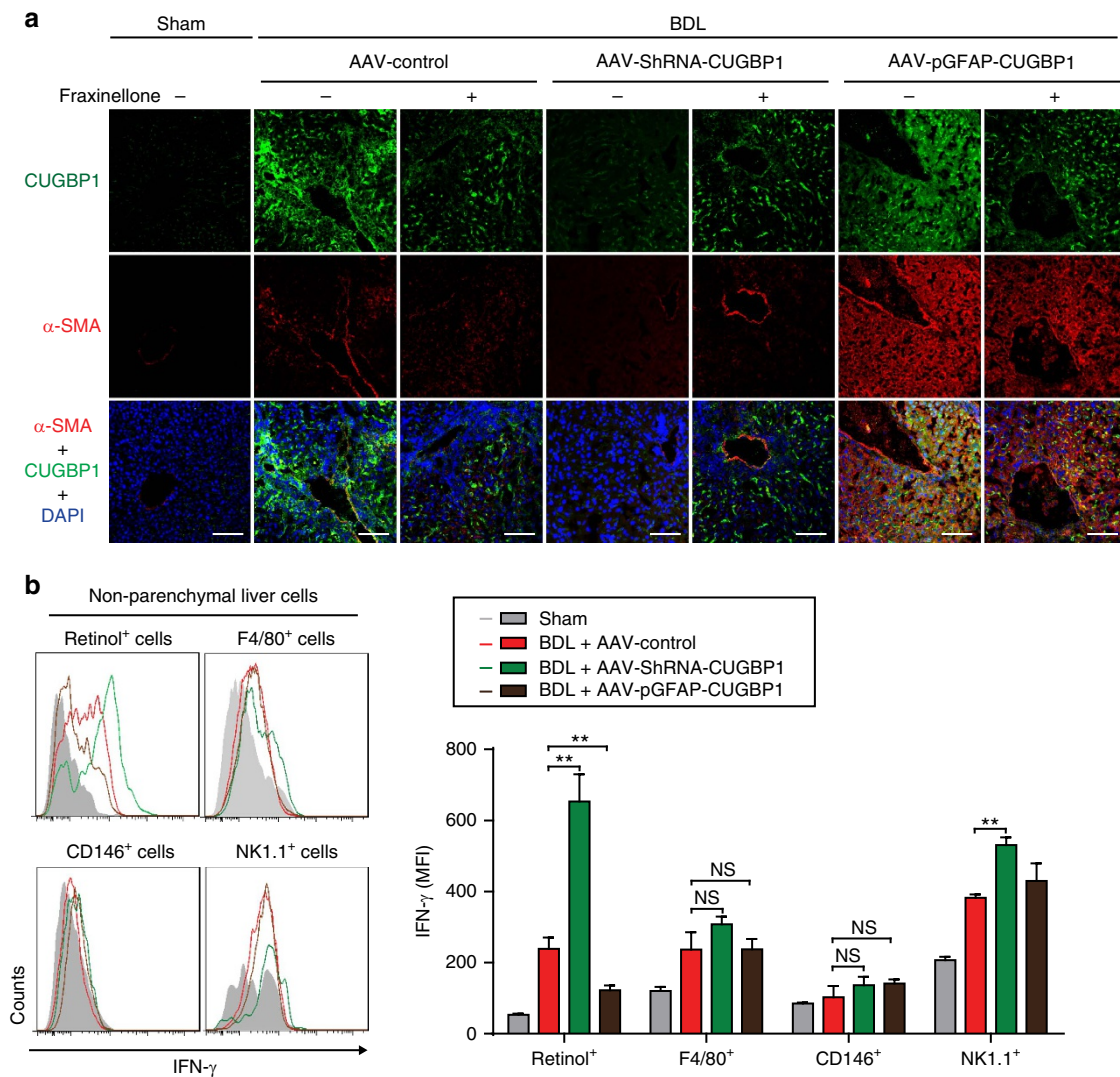 a
Sham
BDL
AAV-control
AAV-ShRNA-CUGBP1
AAV-pGFAP-CUGBP1
Fraxinellone – – + – + – +
CUGBP1
α-SMA
α-SMA
+
CUGBP1
+
DAPI
b
Non-parenchymal liver cells
Retinol⁺ cells
F4/80⁺ cells
CD146⁺ cells
NK1.1⁺ cells
Counts
IFN-γ
Sham
BDL + AAV-control
BDL + AAV-ShRNA-CUGBP1
BDL + AAV-pGFAP-CUGBP1
IFN-γ (MFI)
800
600
400
200
0
**
**
NS
NS
NS
NS
**
Retinol⁺
F4/80⁺
CD146⁺
NK1.1⁺